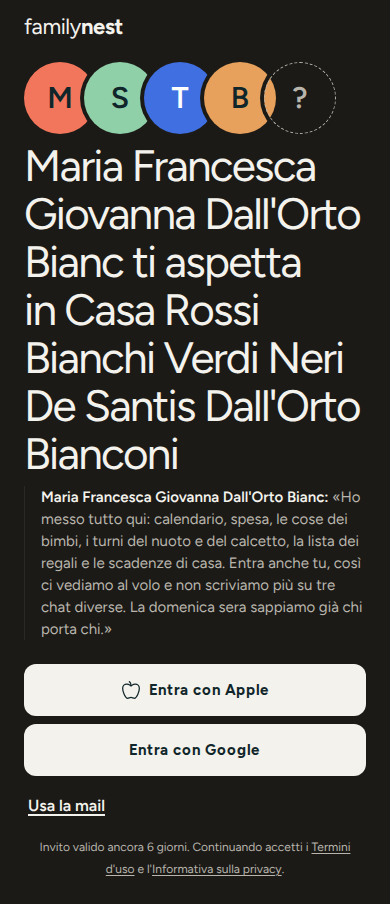 familynest
M S T B ?
Maria Francesca
Giovanna Dall'Orto
Bianc ti aspetta
in Casa Rossi
Bianchi Verdi Neri
De Santis Dall'Orto
Bianconi
Maria Francesca Giovanna Dall'Orto Bianc: «Ho
messo tutto qui: calendario, spesa, le cose dei
bimbi, i turni del nuoto e del calcetto, la lista dei
regali e le scadenze di casa. Entra anche tu, così
ci vediamo al volo e non scriviamo più su tre
chat diverse. La domenica sera sappiamo già chi
porta chi.»
Entra con Apple
Entra con Google
Usa la mail
Invito valido ancora 6 giorni. Continuando accetti i Termini
d'uso e l'Informativa sulla privacy.